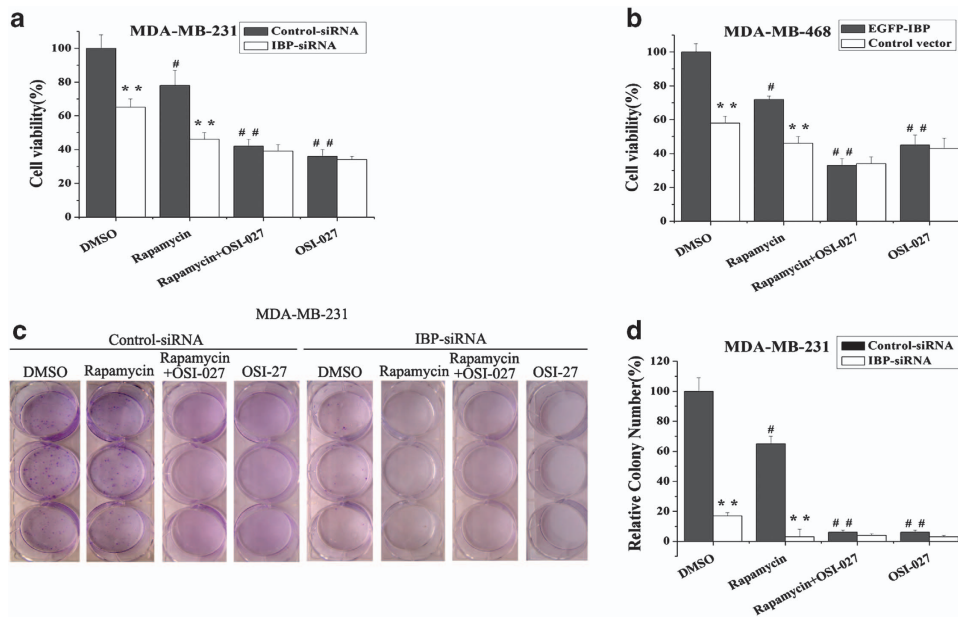 a
MDA-MB-231
Control-siRNA
IBP-siRNA
Cell viability(%)
100
80
60
40
20
0
#
* *
* *
# #
# #
DMSO
Rapamycin
Rapamycin+OSI-027
OSI-027
b
MDA-MB-468
EGFP-IBP
Control vector
Cell viability(%)
100
80
60
40
20
0
* *
#
* *
# #
# #
DMSO
Rapamycin
Rapamycin+OSI-027
OSI-027
c
MDA-MB-231
Control-siRNA
IBP-siRNA
DMSO
Rapamycin
Rapamycin
+OSI-027
OSI-27
DMSO
Rapamycin
Rapamycin
+OSI-027
OSI-27
d
MDA-MB-231
Control-siRNA
IBP-siRNA
Relative Colony Number(%)
120
100
80
60
40
20
0
* *
#
* *
# #
# #
DMSO
Rapamycin
Rapamycin+OSI-027
OSI-027